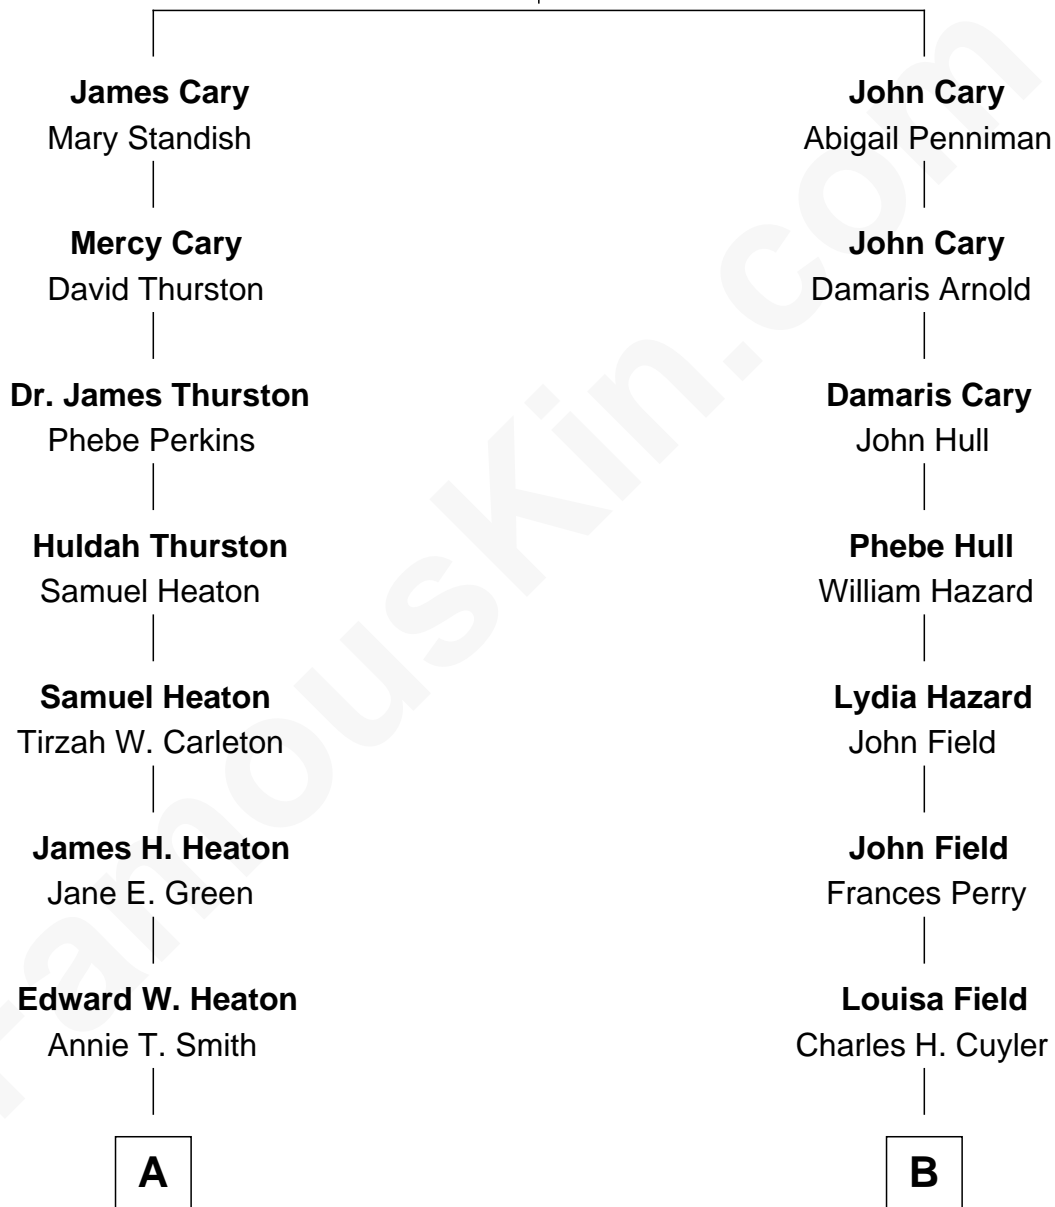 James Cary
Mary Standish
Mercy Cary
David Thurston
Dr. James Thurston
Phebe Perkins
Huldah Thurston
Samuel Heaton
Samuel Heaton
Tirzah W. Carleton
James H. Heaton
Jane E. Green
Edward W. Heaton
Annie T. Smith
A
John Cary
Abigail Penniman
John Cary
Damaris Arnold
Damaris Cary
John Hull
Phebe Hull
William Hazard
Lydia Hazard
John Field
John Field
Frances Perry
Louisa Field
Charles H. Cuyler
B
FamousKin.com